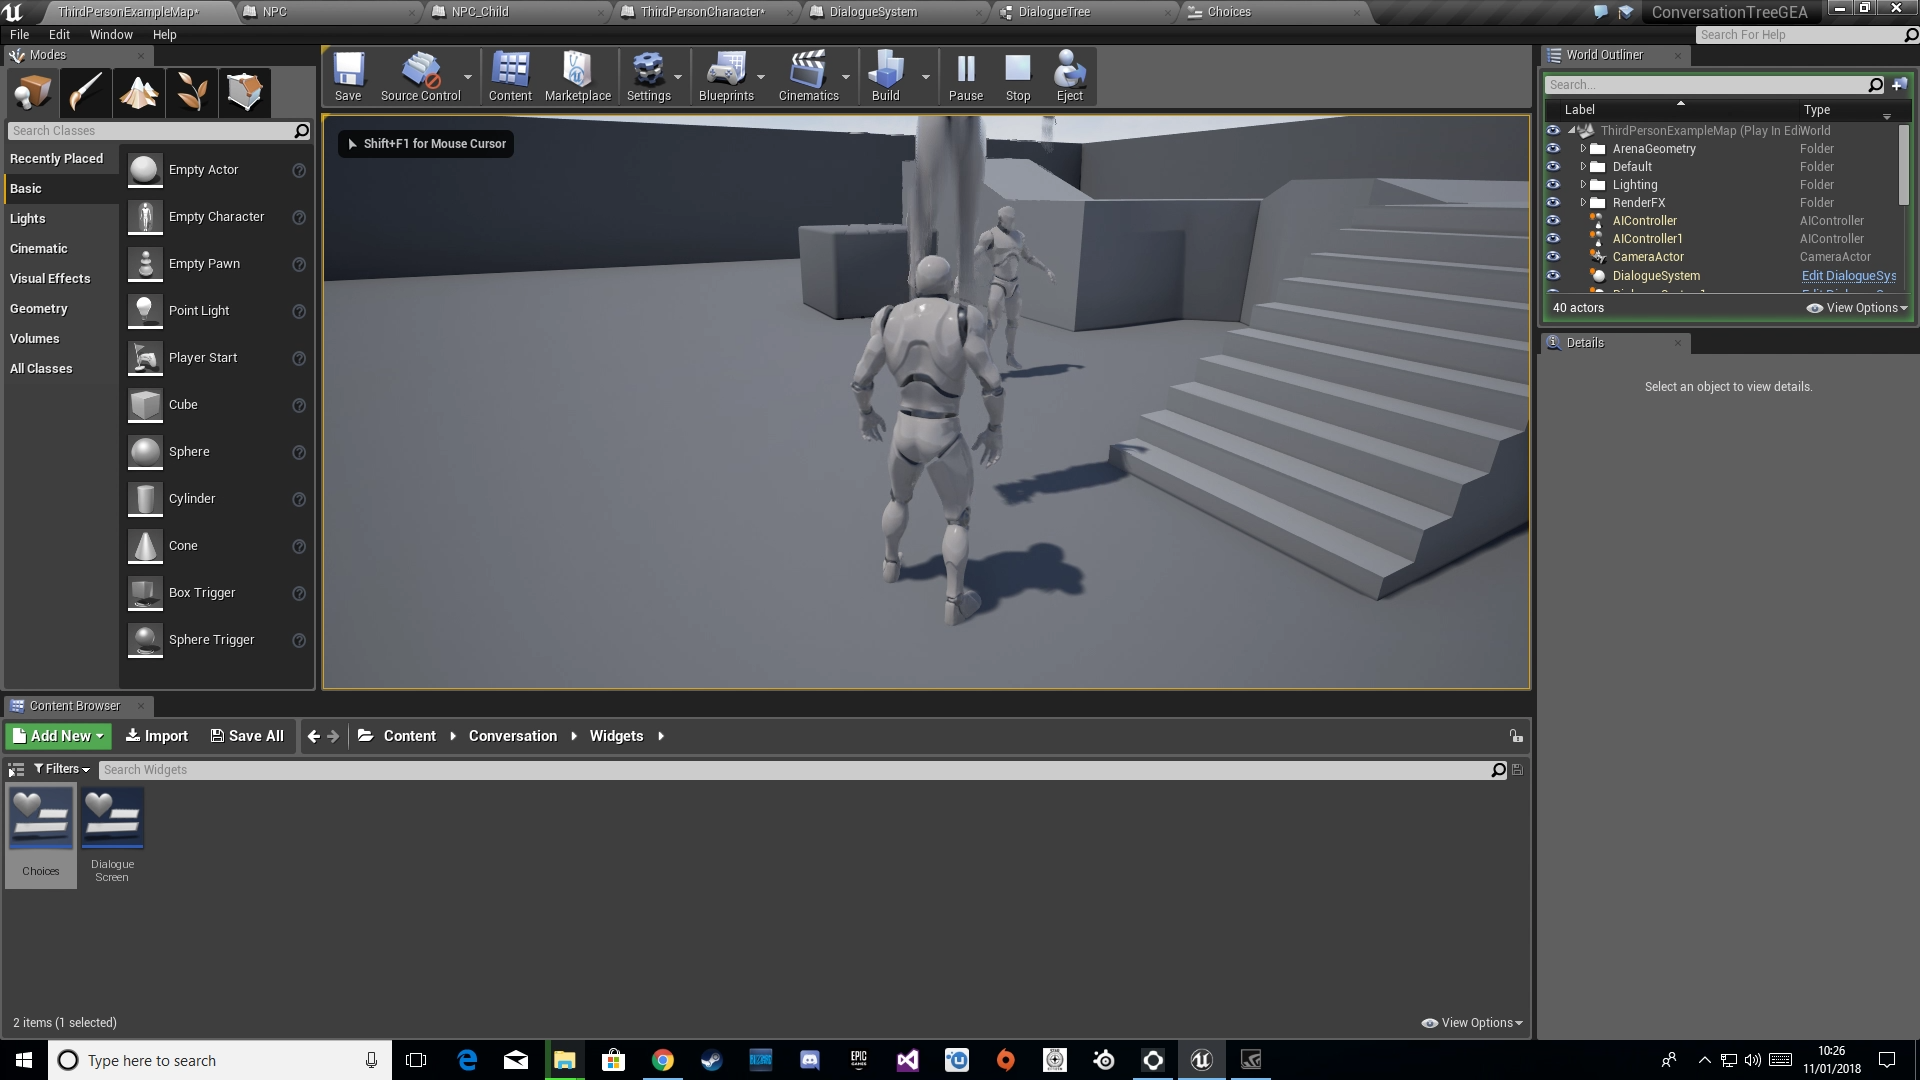 ThirdPersonExampleMap*
NPC
NPC_Child
ThirdPersonCharacter*
DialogueSystem
DialogueTree
Choices
ConversationTreeGEA
File Edit Window Help
Search For Help
Modes
Search Classes
Recently Placed
Basic
Lights
Cinematic
Visual Effects
Geometry
Volumes
All Classes
Empty Actor
Empty Character
Empty Pawn
Point Light
Player Start
Cube
Sphere
Cylinder
Cone
Box Trigger
Sphere Trigger
Save
Source Control
Content
Marketplace
Settings
Blueprints
Cinematics
Build
Pause
Stop
Eject
Shift+F1 for Mouse Cursor
World Outliner
Search...
Label Type
ThirdPersonExampleMap (Play In Edi World
ArenaGeometry Folder
Default Folder
Lighting Folder
RenderFX Folder
AIController AIController
AIController1 AIController
CameraActor CameraActor
DialogueSystem Edit DialogueSys
40 actors View Options
Details
Select an object to view details.
Content Browser
Add New Import Save All Content Conversation Widgets
Filters Search Widgets
Choices
Dialogue
Screen
2 items (1 selected) View Options
Type here to search
EPIC
GAMES
10:26
11/01/2018